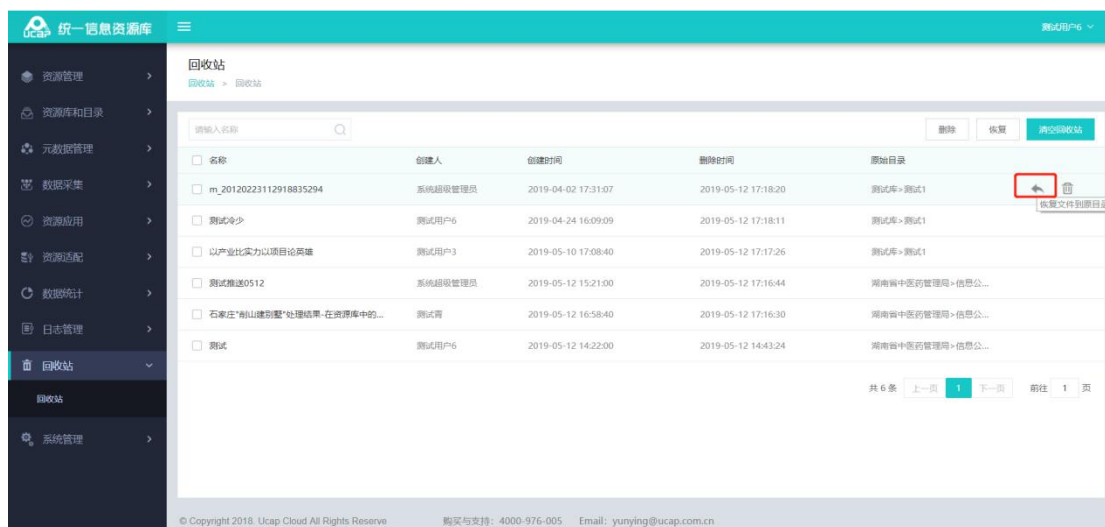 Ucap 统一信息资源库
测试用户6
资源管理
资源库和目录
元数据管理
数据采集
资源应用
资源适配
数据统计
日志管理
回收站
回收站
系统管理
回收站
回收站 > 回收站
请输入名称
删除 恢复 清空回收站
名称 创建人 创建时间 删除时间 原始目录
m_20120223112918835294 系统超级管理员 2019-04-02 17:31:07 2019-05-12 17:18:20 测试库>测试1
恢复文件到原目录
测试冷少 测试用户6 2019-04-24 16:09:09 2019-05-12 17:18:11 测试库>测试1
以产业比实力以项目论英雄 测试用户3 2019-05-10 17:08:40 2019-05-12 17:17:26 测试库>测试1
测试推送0512 系统超级管理员 2019-05-12 15:21:00 2019-05-12 17:16:44 湖南省中医药管理局>信息公...
石家庄"削山建别墅"处理结果-在资源库中的... 测试霄 2019-05-12 16:58:40 2019-05-12 17:16:30 湖南省中医药管理局>信息公...
测试 测试用户6 2019-05-12 14:22:00 2019-05-12 14:43:24 湖南省中医药管理局>信息公...
共 6 条 上一页 1 下一页 前往 1 页
© Copyright 2018. Ucap Cloud All Rights Reserve 购买与支持：4000-976-005 Email：yunying@ucap.com.cn